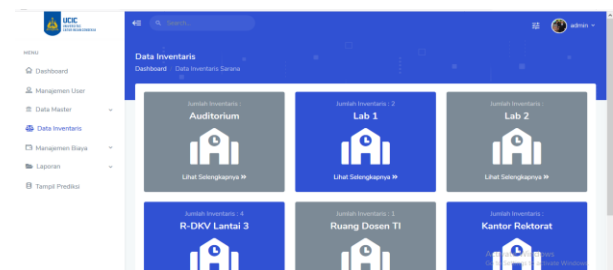 UCIC
Search...
admin
MENU
Dashboard
Manajemen User
Data Master
Data Inventaris
Manajemen Biaya
Laporan
Tampil Prediksi
Data Inventaris
Dashboard Data Inventaris Sarana
Jumlah Inventaris :
Auditorium
Lihat Selengkapnya
Jumlah Inventaris : 2
Lab 1
Lihat Selengkapnya
Jumlah Inventaris :
Lab 2
Lihat Selengkapnya
Jumlah Inventaris : 4
R-DKV Lantai 3
Jumlah Inventaris : 1
Ruang Dosen TI
Jumlah Inventaris :
Kantor Rektorat